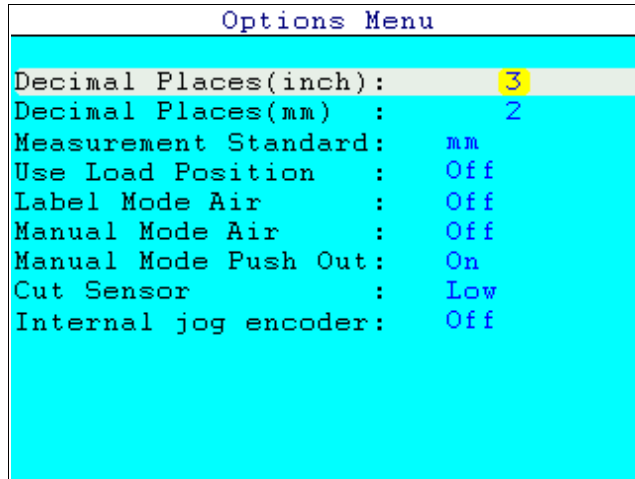 Options Menu
Decimal Places(inch): 3
Decimal Places(mm) : 2
Measurement Standard: mm
Use Load Position : Off
Label Mode Air : Off
Manual Mode Air : Off
Manual Mode Push Out: On
Cut Sensor : Low
Internal jog encoder: Off